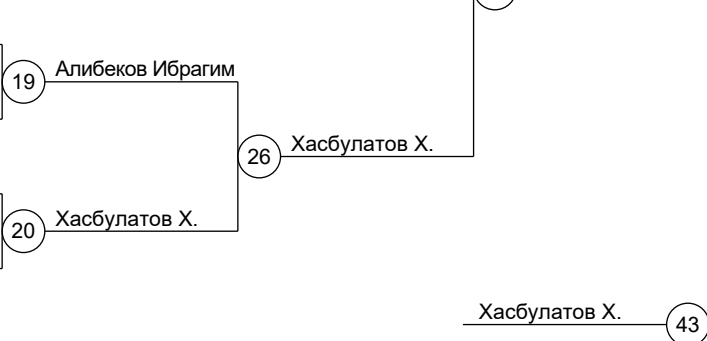 19 Алибеков Ибрагим
26 Хасбулатов Х.
20 Хасбулатов Х.
Хасбулатов Х. 43